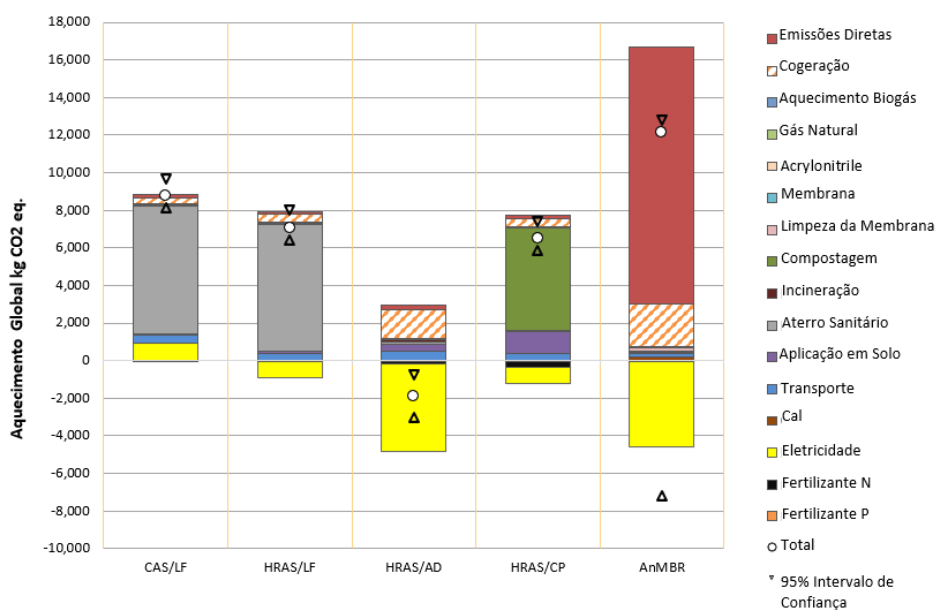 Aquecimento Global kg CO2 eq.
18,000
16,000
14,000
12,000
10,000
8,000
6,000
4,000
2,000
0
-2,000
-4,000
-6,000
-8,000
-10,000
CAS/LF
HRAS/LF
HRAS/AD
HRAS/CP
AnMBR
Emissões Diretas
Cogeração
Aquecimento Biogás
Gás Natural
Acrylonitrile
Membrana
Limpeza da Membrana
Compostagem
Incineração
Aterro Sanitário
Aplicação em Solo
Transporte
Cal
Eletricidade
Fertilizante N
Fertilizante P
Total
95% Intervalo de
Confiança